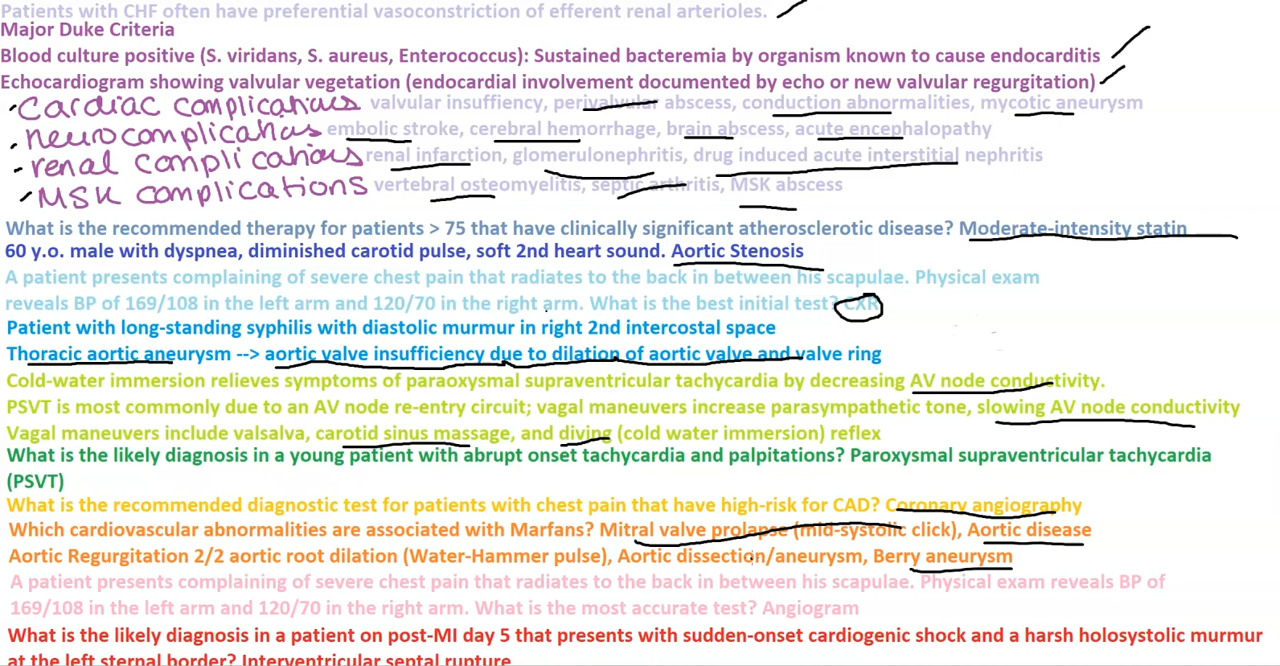 Patients with CHF often have preferential vasoconstriction of efferent renal arterioles.
Major Duke Criteria
Blood culture positive (S. viridans, S. aureus, Enterococcus): Sustained bacteremia by organism known to cause endocarditis
Echocardiogram showing valvular vegetation (endocardial involvement documented by echo or new valvular regurgitation)
• Cardiac complications valvular insuffiency, perivalvular abscess, conduction abnormalities, mycotic aneurysm
• neurocomplications embolic stroke, cerebral hemorrhage, brain abscess, acute encephalopathy
• renal complications renal infarction, glomerulonephritis, drug induced acute interstitial nephritis
• MSK complications vertebral osteomyelitis, septic arthritis, MSK abscess
What is the recommended therapy for patients > 75 that have clinically significant atherosclerotic disease? Moderate-intensity statin
60 y.o. male with dyspnea, diminished carotid pulse, soft 2nd heart sound. Aortic Stenosis
A patient presents complaining of severe chest pain that radiates to the back in between his scapulae. Physical exam
reveals BP of 169/108 in the left arm and 120/70 in the right arm. What is the best initial test? CXR
Patient with long-standing syphilis with diastolic murmur in right 2nd intercostal space
Thoracic aortic aneurysm --> aortic valve insufficiency due to dilation of aortic valve and valve ring
Cold-water immersion relieves symptoms of paraoxysmal supraventricular tachycardia by decreasing AV node conductivity.
PSVT is most commonly due to an AV node re-entry circuit; vagal maneuvers increase parasympathetic tone, slowing AV node conductivity
Vagal maneuvers include valsalva, carotid sinus massage, and diving (cold water immersion) reflex
What is the likely diagnosis in a young patient with abrupt onset tachycardia and palpitations? Paroxysmal supraventricular tachycardia
(PSVT)
What is the recommended diagnostic test for patients with chest pain that have high-risk for CAD? Coronary angiography
Which cardiovascular abnormalities are associated with Marfans? Mitral valve prolapse (mid-systolic click), Aortic disease
Aortic Regurgitation 2/2 aortic root dilation (Water-Hammer pulse), Aortic dissection/aneurysm, Berry aneurysm
A patient presents complaining of severe chest pain that radiates to the back in between his scapulae. Physical exam reveals BP of
169/108 in the left arm and 120/70 in the right arm. What is the most accurate test? Angiogram
What is the likely diagnosis in a patient on post-MI day 5 that presents with sudden-onset cardiogenic shock and a harsh holosystolic murmur
at the left sternal border? Interventricular septal rupture